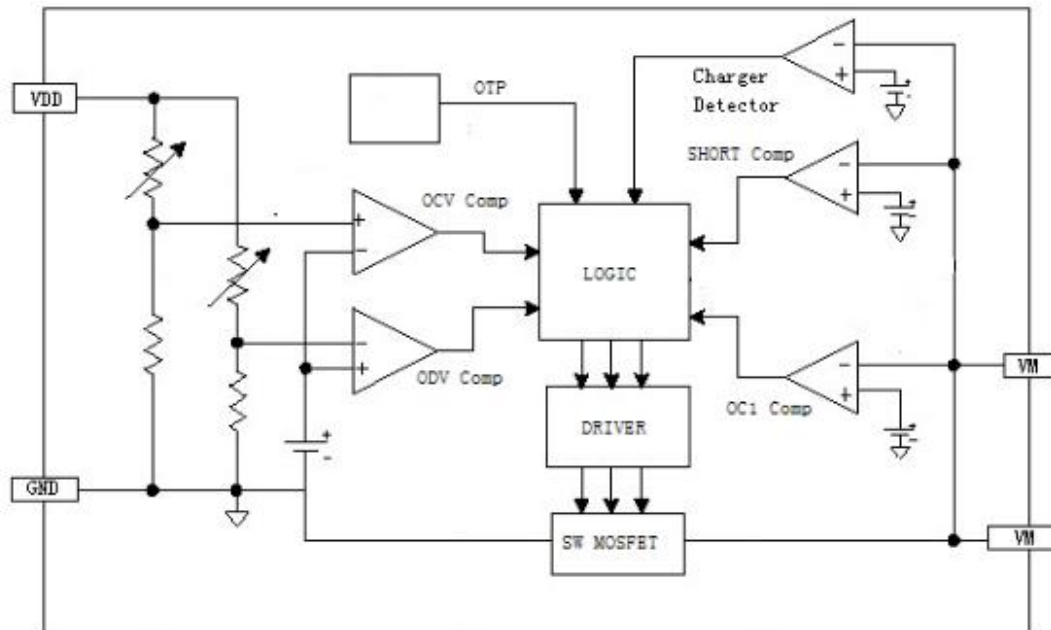 VDD
OTP
Charger
Detector
SHORT Comp
OCV Comp
+
-
LOGIC
-
+
ODV Comp
OC1 Comp
VM
DRIVER
GND
SW MOSFET
VM